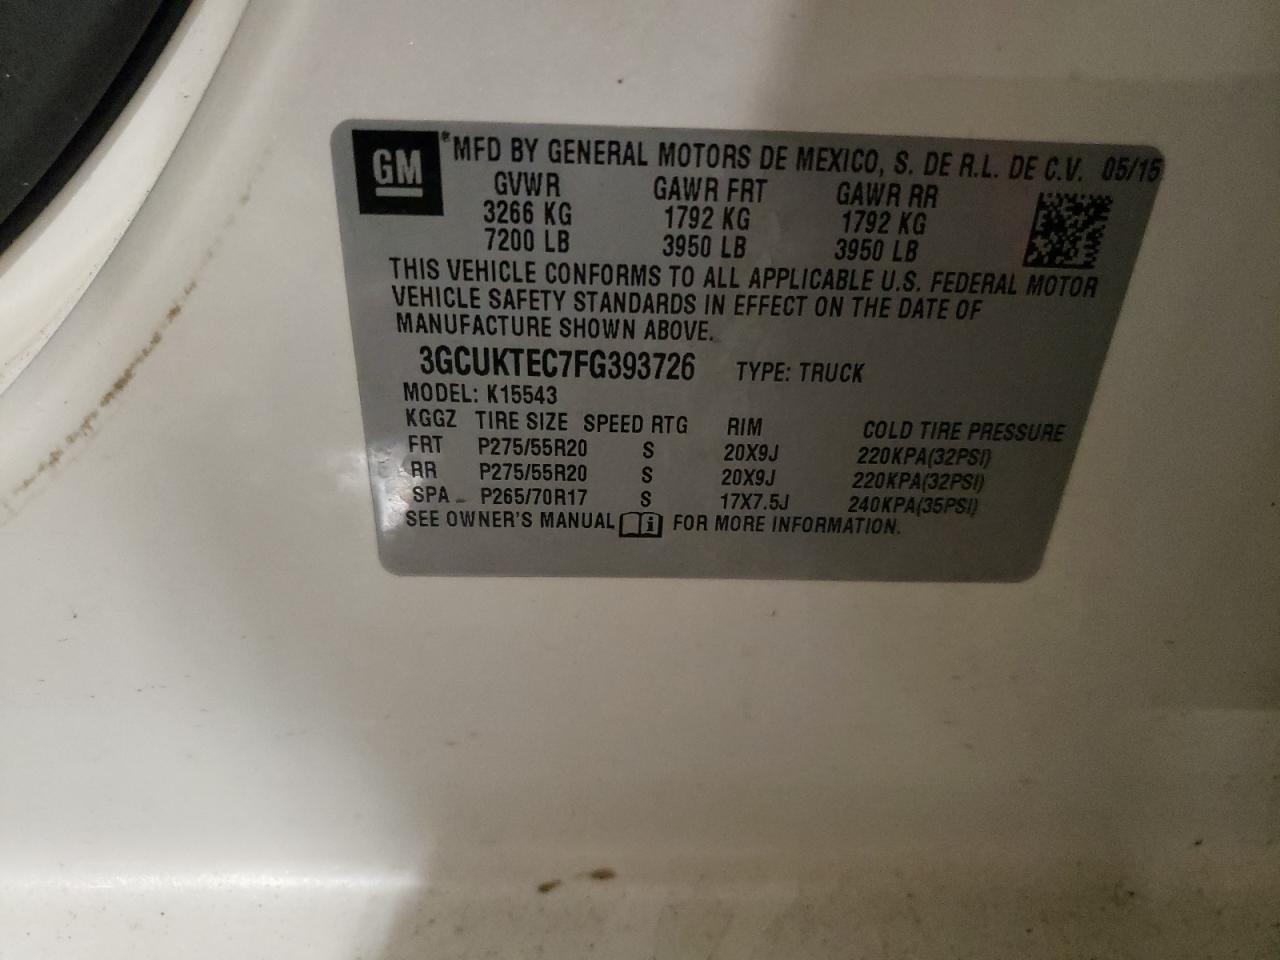 GM
®MFD BY GENERAL MOTORS DE MEXICO, S. DE R.L. DE C.V. 05/15
GVWR GAWR FRT GAWR RR
3266 KG 1792 KG 1792 KG
7200 LB 3950 LB 3950 LB
THIS VEHICLE CONFORMS TO ALL APPLICABLE U.S. FEDERAL MOTOR
VEHICLE SAFETY STANDARDS IN EFFECT ON THE DATE OF
MANUFACTURE SHOWN ABOVE.
3GCUKTEC7FG393726 TYPE: TRUCK
MODEL: K15543
KGGZ TIRE SIZE SPEED RTG RIM COLD TIRE PRESSURE
FRT P275/55R20 S 20X9J 220KPA(32PSI)
RR P275/55R20 S 20X9J 220KPA(32PSI)
SPA P265/70R17 S 17X7.5J 240KPA(35PSI)
SEE OWNER'S MANUAL i FOR MORE INFORMATION.